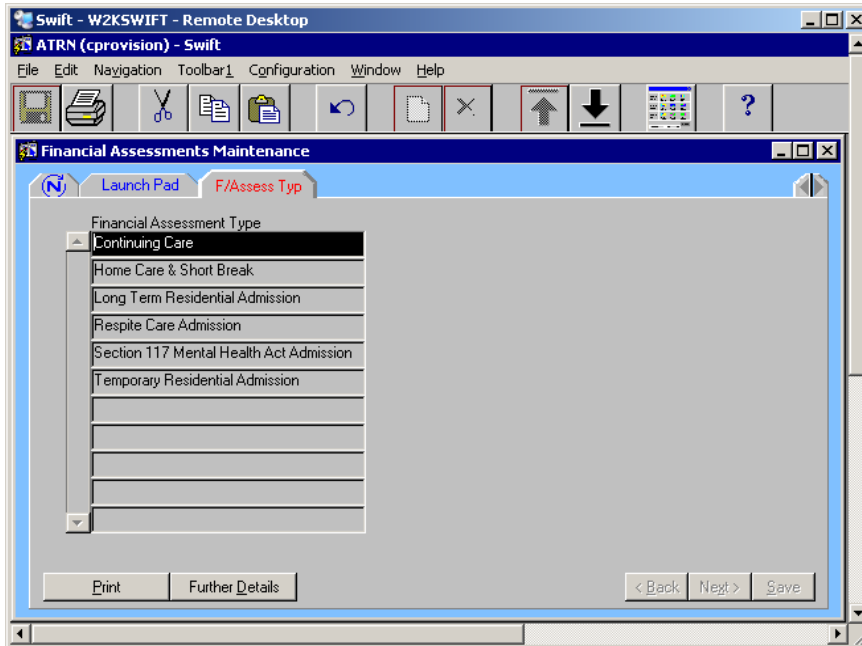 Swift - W2KSWIFT - Remote Desktop
ATRN (cprovision) - Swift
File Edit Navigation Toolbar1 Configuration Window Help
?
Financial Assessments Maintenance
N Launch Pad F/Assess Typ
Financial Assessment Type
Continuing Care
Home Care & Short Break
Long Term Residential Admission
Respite Care Admission
Section 117 Mental Health Act Admission
Temporary Residential Admission
Print Further Details < Back Next > Save